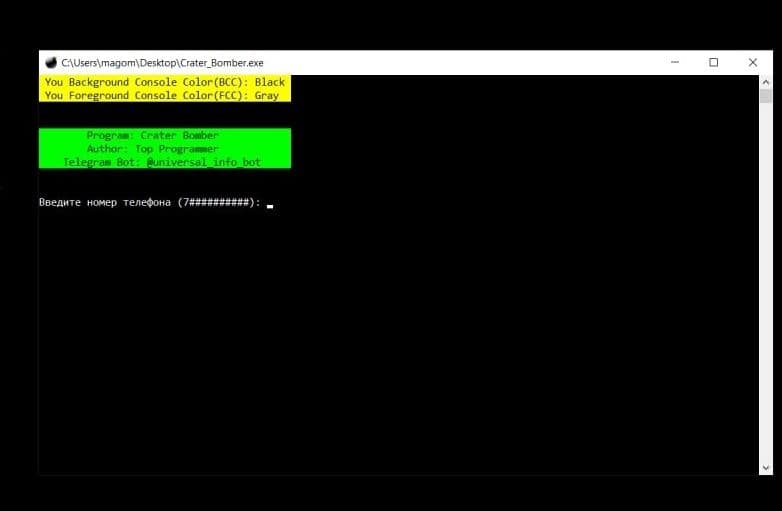 C:\Users\magom\Desktop\Crater_Bomber.exe
You Background Console Color(BCC): Black
You Foreground Console Color(FCC): Gray
Program: Crater Bomber
Author: Top Programmer
Telegram Bot: @universal_info_bot
Введите номер телефона (7##########):